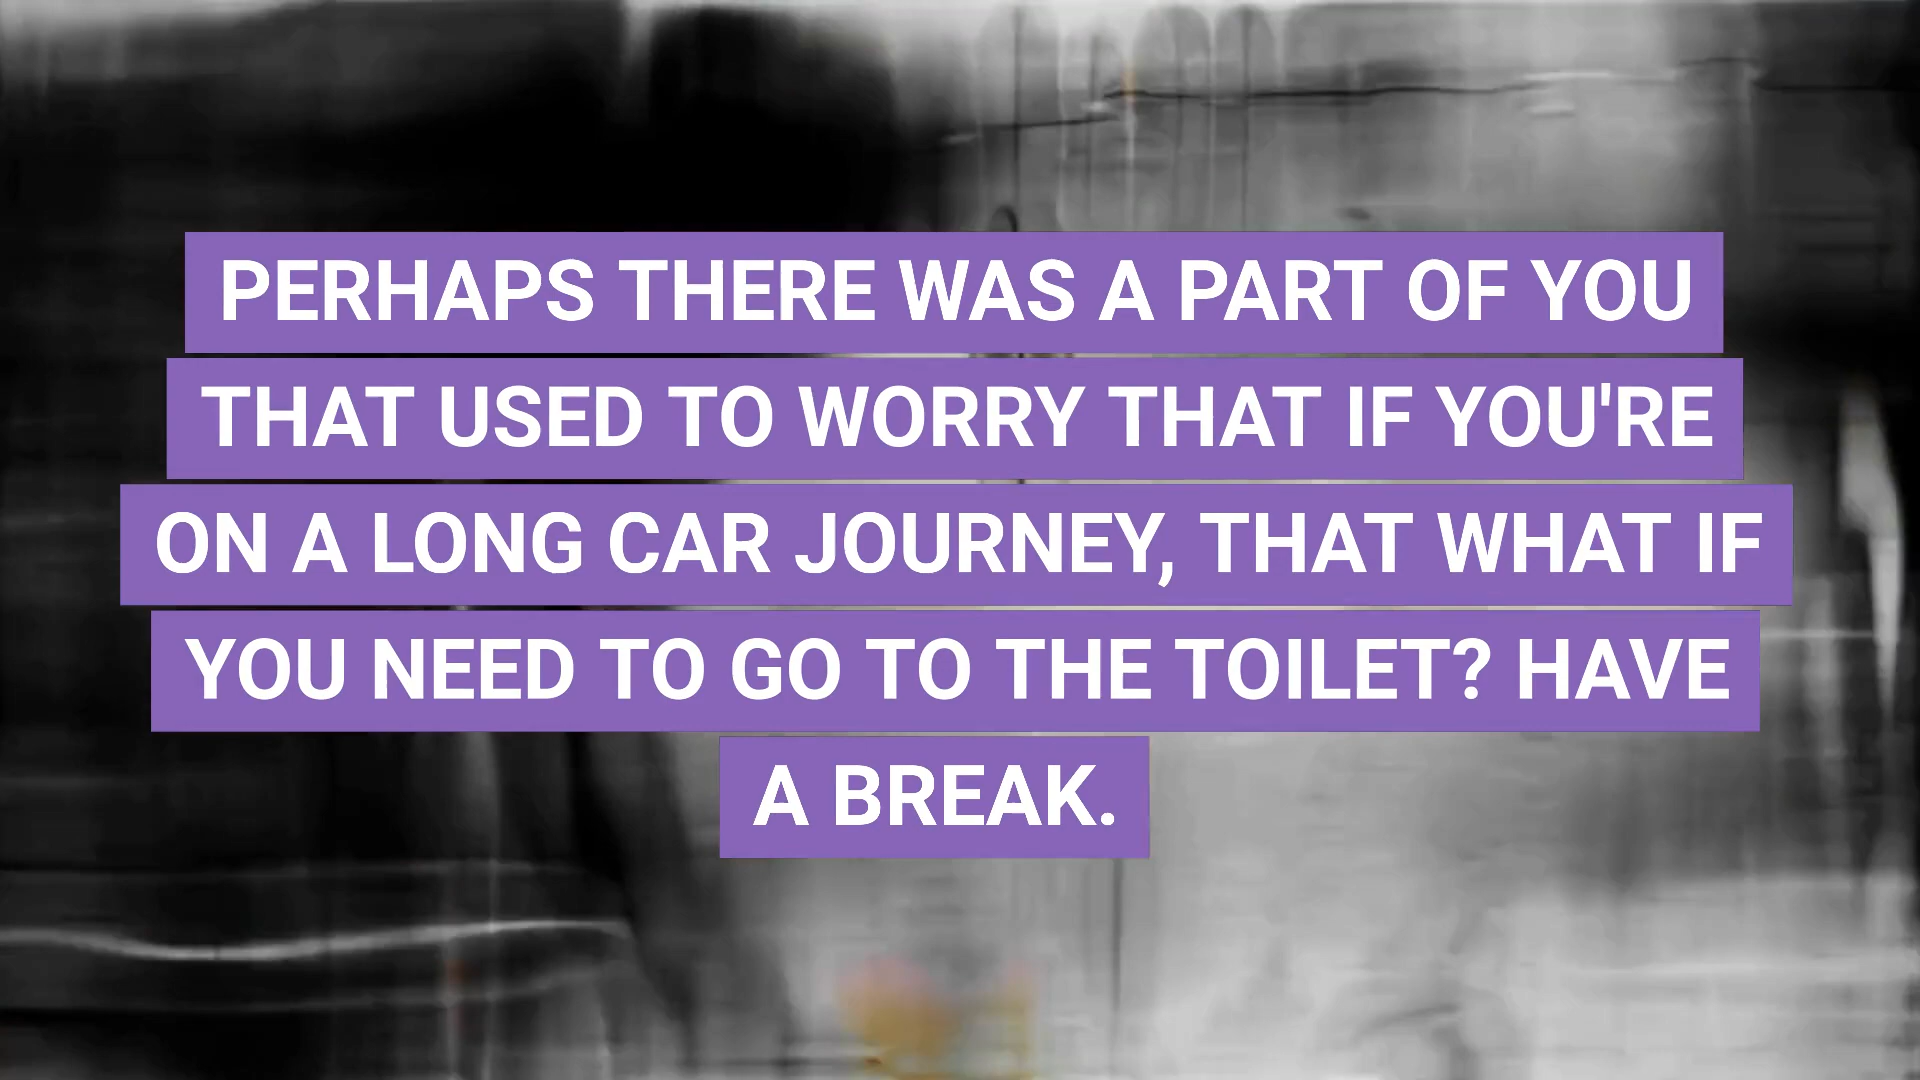 PERHAPS THERE WAS A PART OF YOU
THAT USED TO WORRY THAT IF YOU'RE
ON A LONG CAR JOURNEY, THAT WHAT IF
YOU NEED TO GO TO THE TOILET? HAVE
A BREAK.